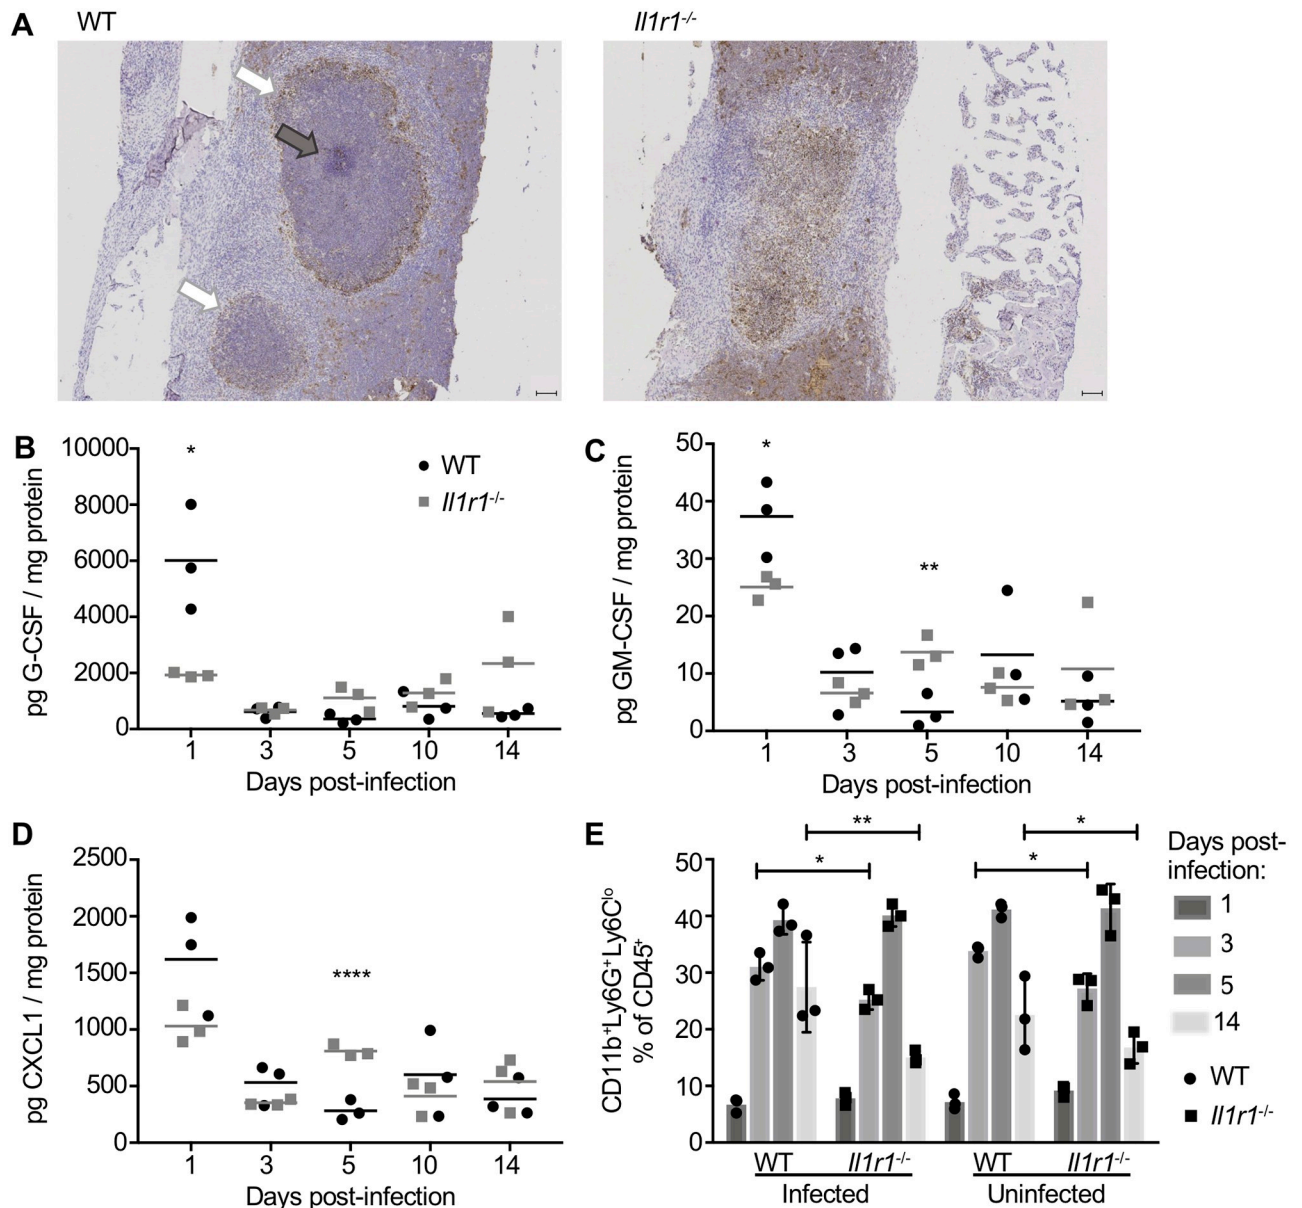 A
WT
Il1r1-/-
B
pg G-CSF / mg protein
10000
8000
6000
4000
2000
0
*
WT
Il1r1-/-
1 3 5 10 14
Days post-infection
C
pg GM-CSF / mg protein
50
40
30
20
10
0
*
**
1 3 5 10 14
Days post-infection
D
pg CXCL1 / mg protein
2500
2000
1500
1000
500
0
****
1 3 5 10 14
Days post-infection
E
CD11b+Ly6G+Ly6Clo
% of CD45+
50
40
30
20
10
0
** *
* *
WT Il1r1-/- WT Il1r1-/-
Infected Uninfected
Days post-
infection:
1
3
5
14
WT
Il1r1-/-